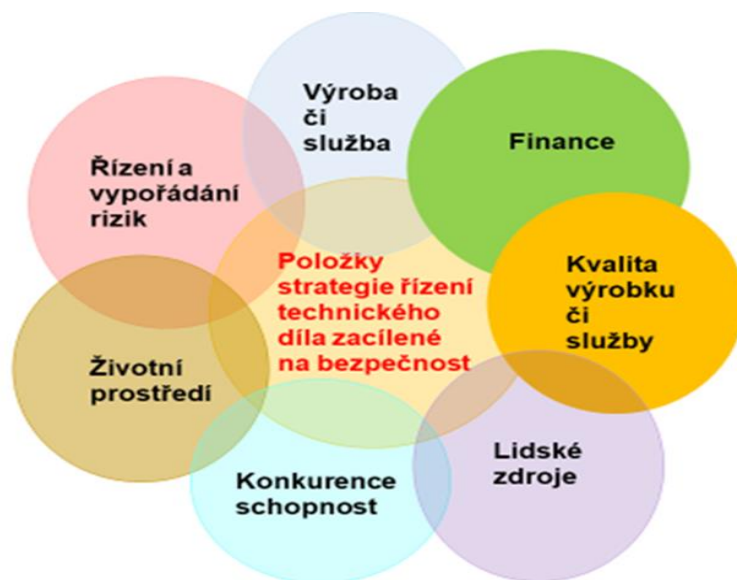 Výroba
či
služba
Finance
Řízení a
vypořádání
rizik
Položky
strategie řízení
technického
díla zacílené
na bezpečnost
Kvalita
výrobku
či
služby
Životní
prostředí
Lidské
zdroje
Konkurence
schopnost